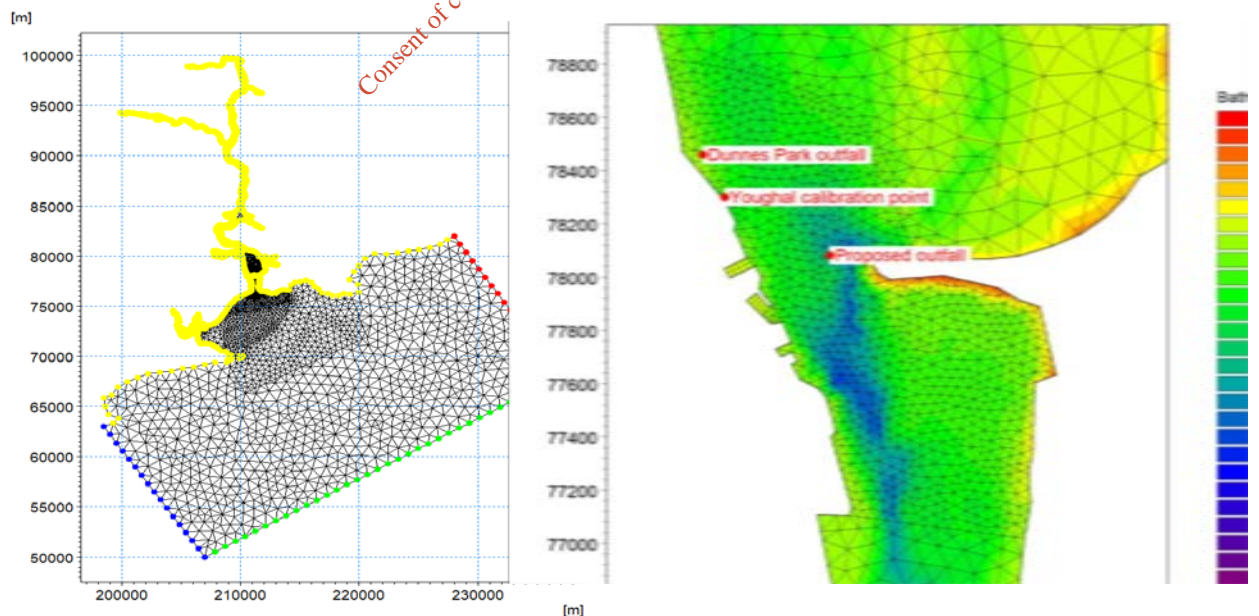 [m]
Consent of c
100000
95000
90000
85000
80000
75000
70000
65000
60000
55000
50000
200000 210000 220000 230000
[m]
78800
78600
78400
78200
78000
77800
77600
77400
77200
77000
Dunnes Park outfall
Youghal calibration point
Proposed outfall
Bath